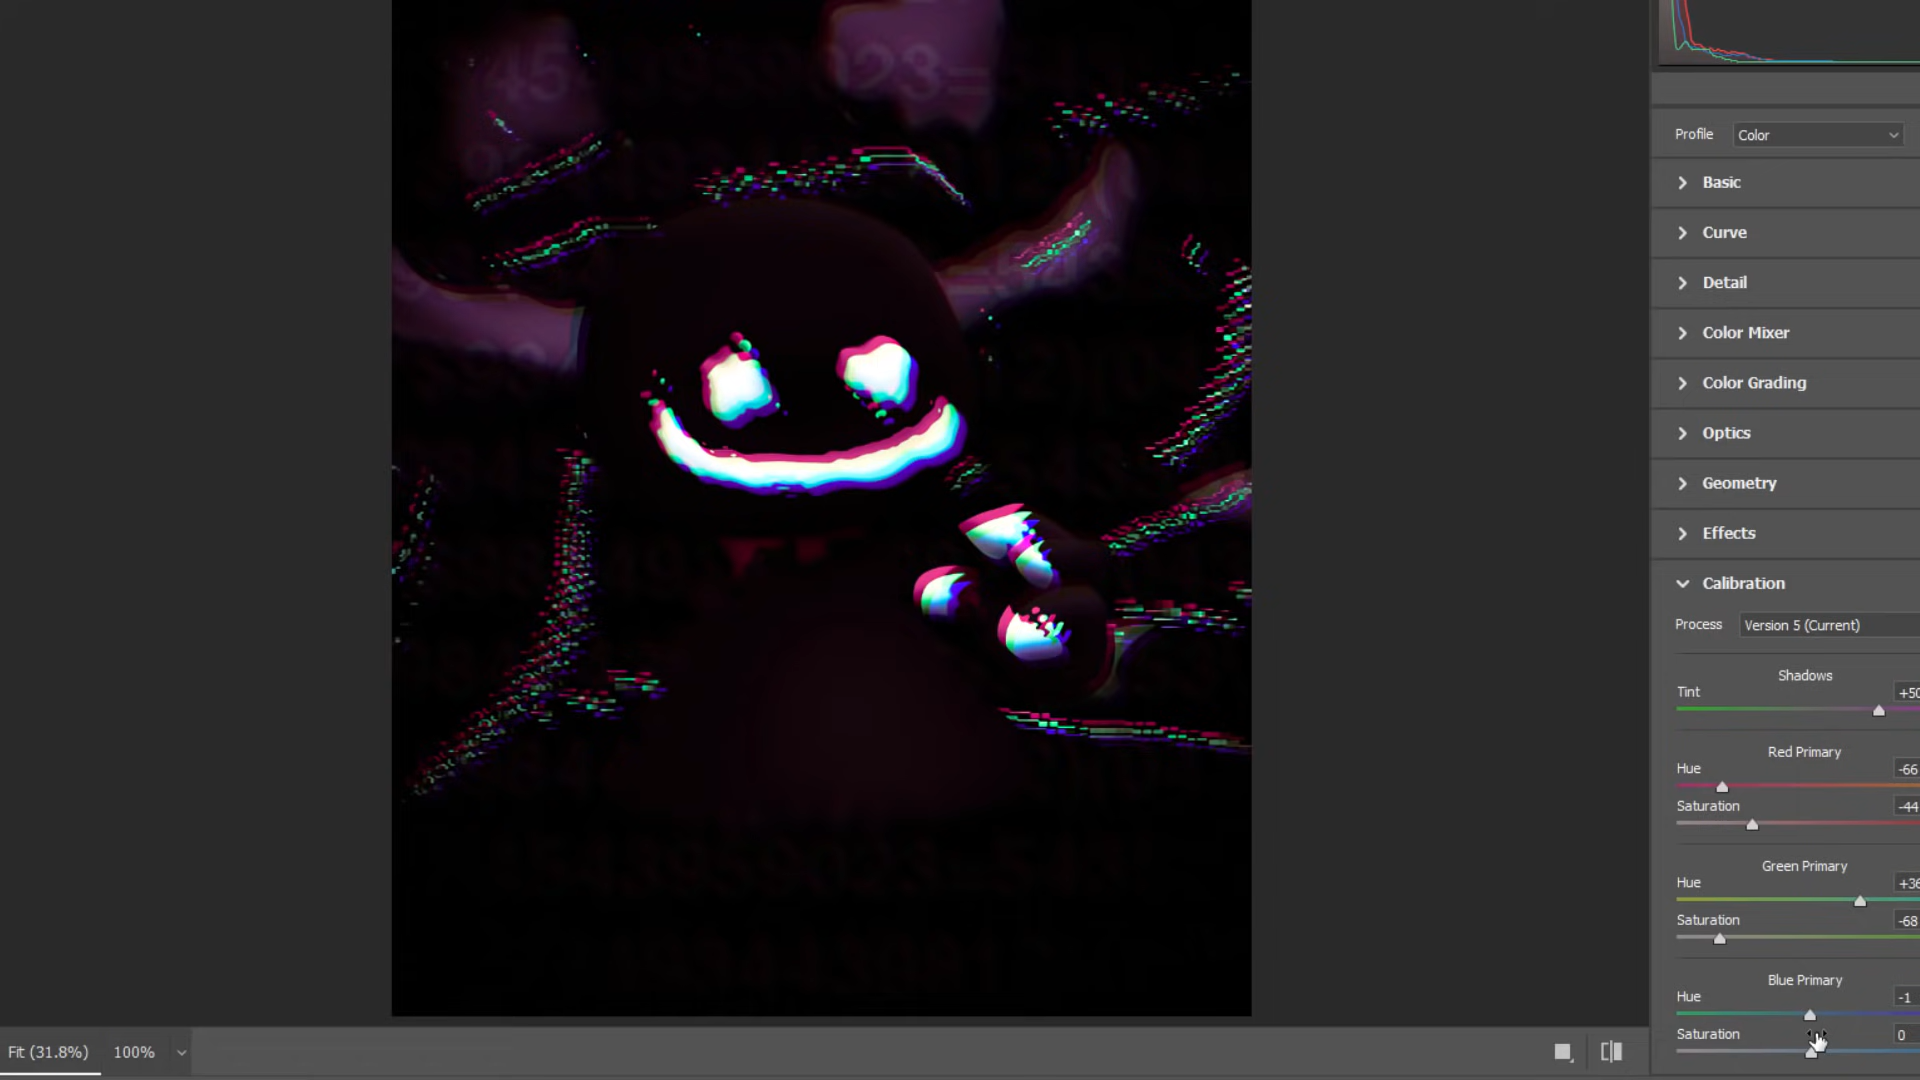 023=
Profile Color
Basic
Curve
Detail
Color Mixer
Color Grading
Optics
Geometry
Effects
Calibration
Process Version 5 (Current)
Shadows
Tint +50
Red Primary
Hue -66
Saturation -44
Green Primary
Hue +36
Saturation -68
Blue Primary
Hue -1
Saturation 0
Fit (31.8%) 100%